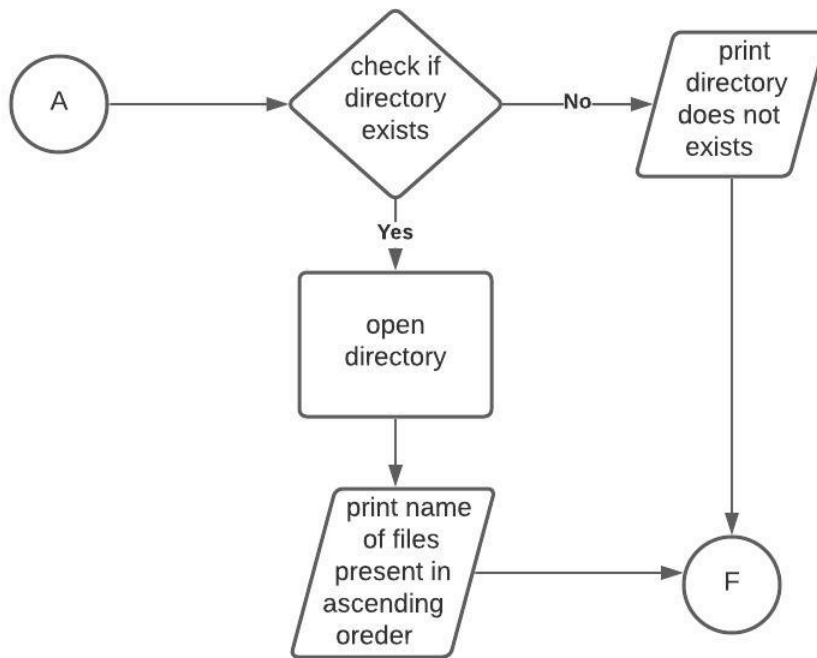 A
check if
directory
exists
No
print
directory
does not
exists
Yes
open
directory
print name
of files
present in
ascending
oreder
F